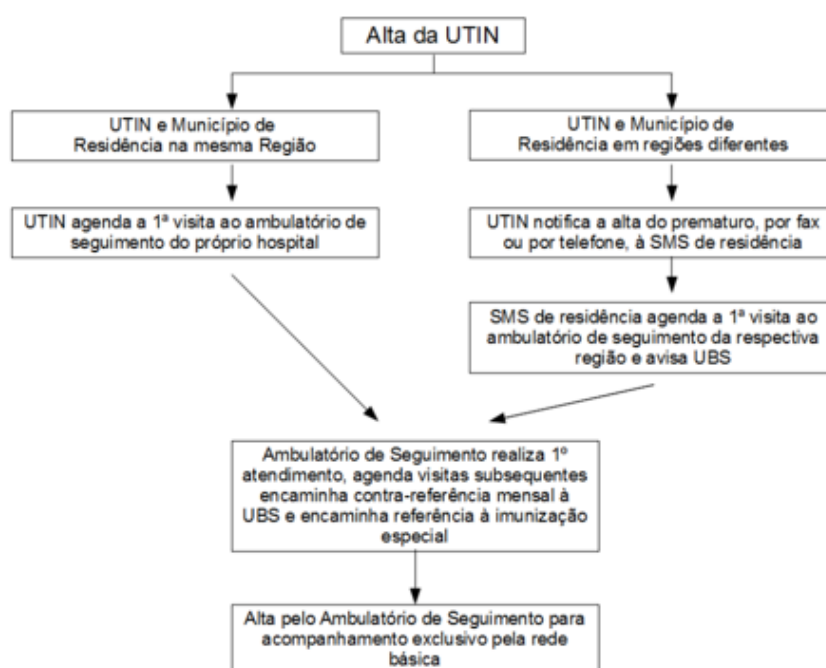 Alta da UTIN
UTIN e Município de
Residência na mesma Região
UTIN e Município de
Residência em regiões diferentes
UTIN agenda a 1ª visita ao ambulatório de
seguimento do próprio hospital
UTIN notifica a alta do prematuro, por fax
ou por telefone, à SMS de residência
SMS de residência agenda a 1ª visita ao
ambulatório de seguimento da respectiva
região e avisa UBS
Ambulatório de Seguimento realiza 1º
atendimento, agenda visitas subsequentes
encaminha contra-referência mensal à
UBS e encaminha referência à imunização
especial
Alta pelo Ambulatório de Seguimento para
acompanhamento exclusivo pela rede
básica